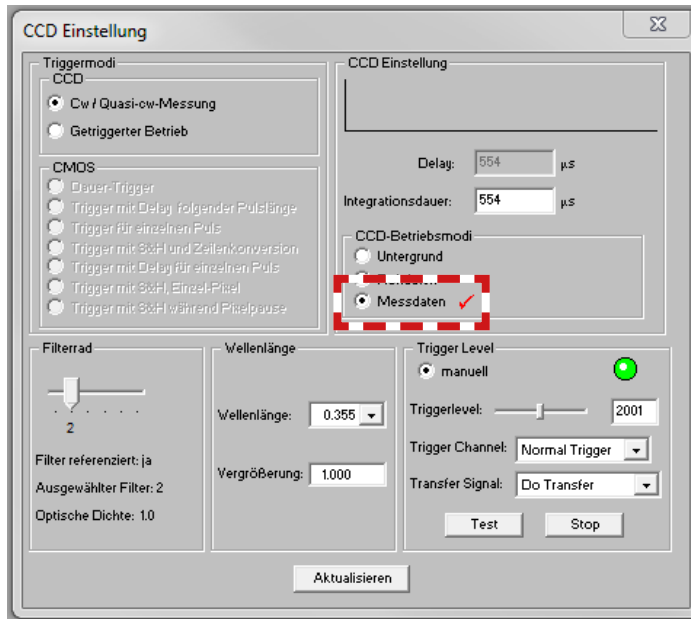 CCD Einstellung
Triggermodi
CCD
Cw / Quasi-cw-Messung
Getriggerter Betrieb
CMOS
Dauer-Trigger
Trigger mit Delay folgender Pulslänge
Trigger für einzelnen Puls
Trigger mit S&H und Zeilenkonversion
Trigger mit Delay für einzelnen Puls
Trigger mit S&H, Einzel-Pixel
Trigger mit S&H während Pixelpause
CCD Einstellung
Delay: 554 µs
Integrationsdauer: 554 µs
CCD-Betriebsmodi
Untergrund
Messdaten
Filterrad
2
Filter referenziert: ja
Ausgewählter Filter: 2
Optische Dichte: 1.0
Wellenlänge
Wellenlänge: 0.355
Vergrößerung: 1.000
Trigger Level
manuell
Triggerlevel: 2001
Trigger Channel: Normal Trigger
Transfer Signal: Do Transfer
Test Stop
Aktualisieren